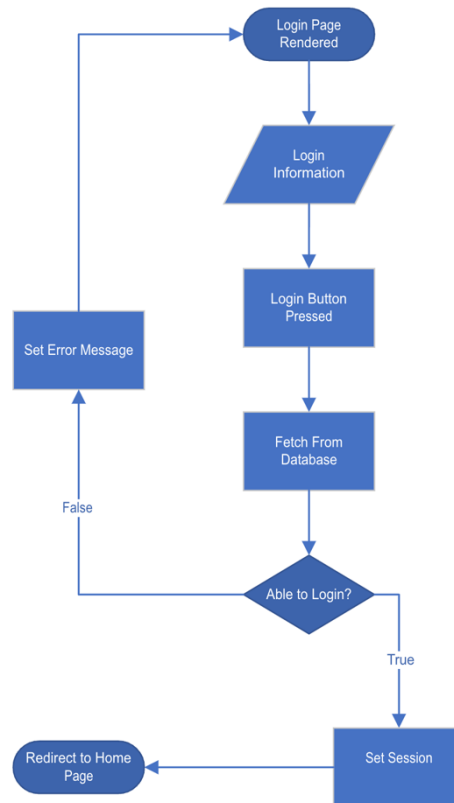 Login Page
Rendered
Login
Information
Login Button
Pressed
Set Error Message
Fetch From
Database
False
Able to Login?
True
Redirect to Home
Page
Set Session